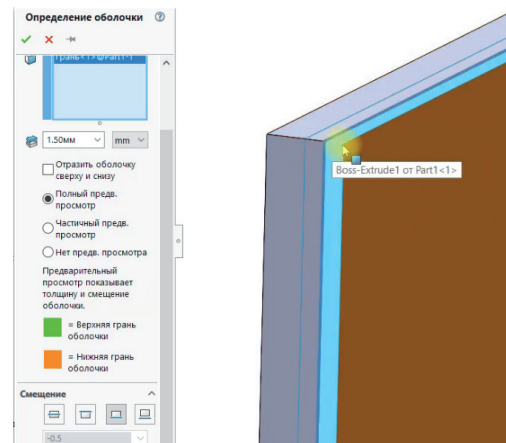 Определение оболочки
Грань<1>@Part1-1
1.50мм
mm
Отразить оболочку
сверху и снизу
Полный предв.
просмотр
Частичный предв.
просмотр
Нет предв. просмотра
Предварительный
просмотр показывает
толщину и смещение
оболочки.
= Верхняя грань
оболочки
= Нижняя грань
оболочки
Смещение
-0.5
Boss-Extrude1 от Part1<1>